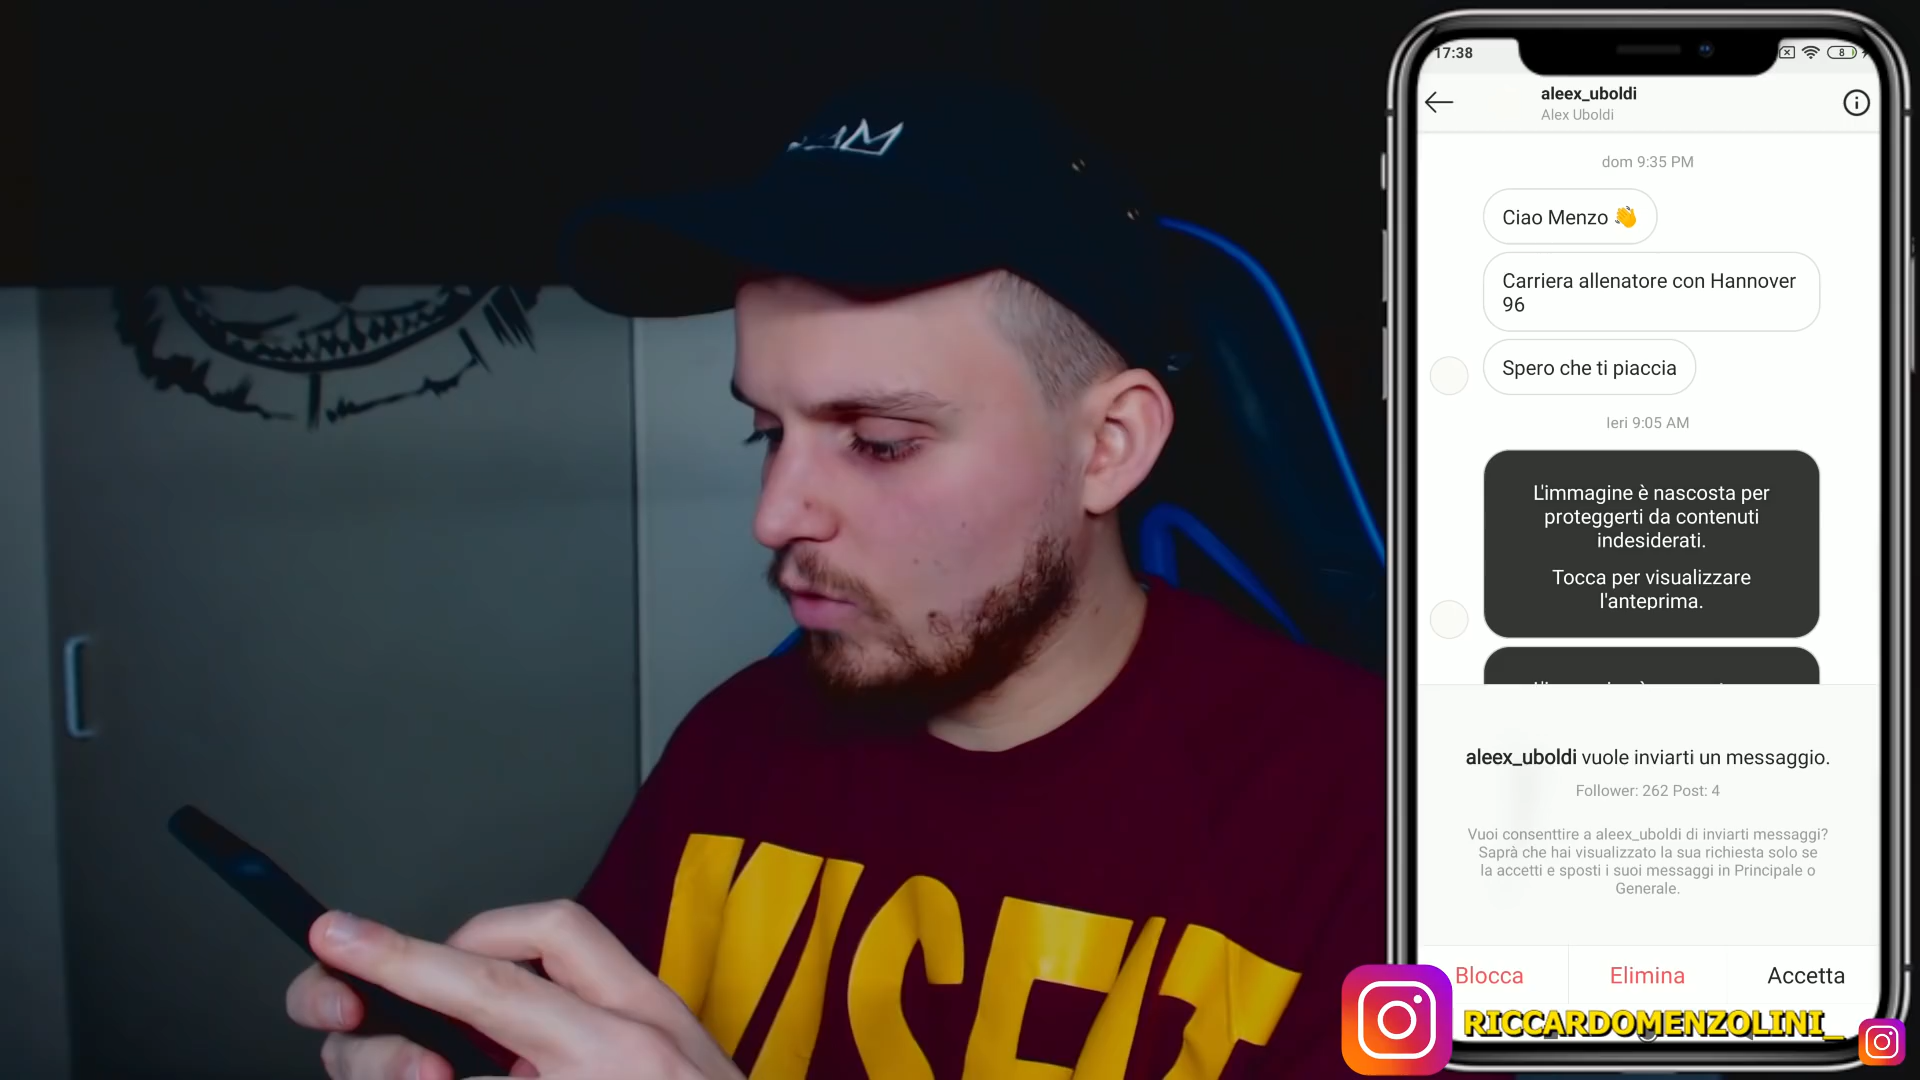 17:38
8
aleex_uboldi
Alex Uboldi
dom 9:35 PM
Ciao Menzo 👋
Carriera allenatore con Hannover
96
Spero che ti piaccia
Ieri 9:05 AM
L'immagine è nascosta per
proteggerti da contenuti
indesiderati.
Tocca per visualizzare
l'anteprima.
aleex_uboldi vuole inviarti un messaggio.
Follower: 262 Post: 4
Vuoi consenttire a aleex_uboldi di inviarti messaggi?
Saprà che hai visualizzato la sua richiesta solo se
la accetti e sposti i suoi messaggi in Principale o
Generale.
Blocca
Elimina
Accetta
RICCARDOMENZOLINI_